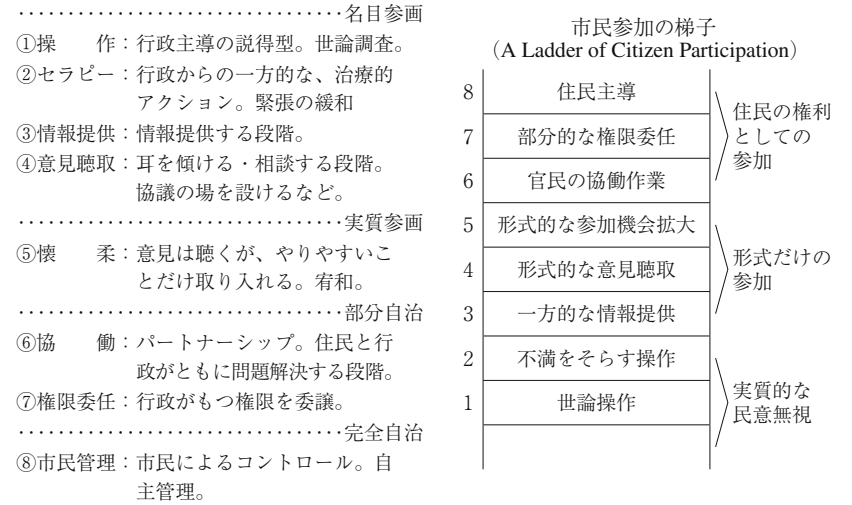 ‥‥‥‥‥‥‥‥‥‥‥‥‥‥‥‥名目参画
①操　　作：行政主導の説得型。世論調査。
②セラピー：行政からの一方的な、治療的
アクション。緊張の緩和
③情報提供：情報提供する段階。
④意見聴取：耳を傾ける・相談する段階。
協議の場を設けるなど。
‥‥‥‥‥‥‥‥‥‥‥‥‥‥‥‥実質参画
⑤懐　　柔：意見は聴くが、やりやすいこ
とだけ取り入れる。宥和。
‥‥‥‥‥‥‥‥‥‥‥‥‥‥‥‥部分自治
⑥協　　働：パートナーシップ。住民と行
政がともに問題解決する段階。
⑦権限委任：行政がもつ権限を委譲。
‥‥‥‥‥‥‥‥‥‥‥‥‥‥‥‥完全自治
⑧市民管理：市民によるコントロール。自
主管理。
市民参加の梯子
（A Ladder of Citizen Participation）
8　住民主導
7　部分的な権限委任
6　官民の協働作業
住民の権利
としての
参加
5　形式的な参加機会拡大
4　形式的な意見聴取
3　一方的な情報提供
形式だけの
参加
2　不満をそらす操作
1　世論操作
実質的な
民意無視